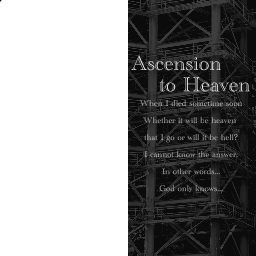 Ascension
to Heaven
When I died sometime soon
Whether it will be heaven
that I go or will it be hell?
I cannot know the answer.
In other words...
God only knows...